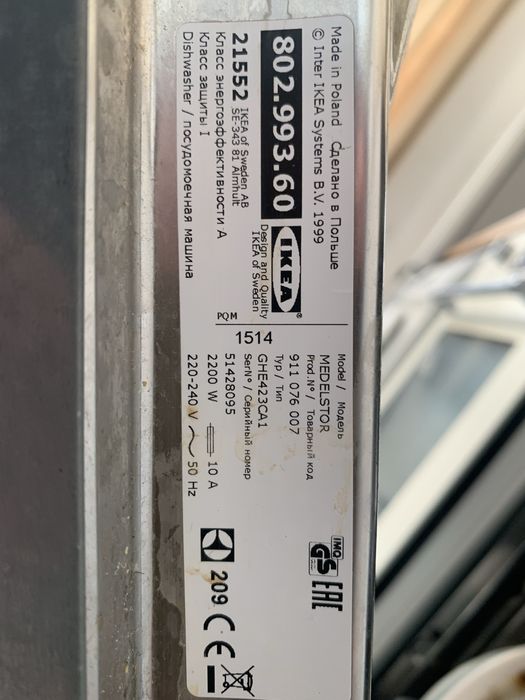 Made in Poland Сделано в Польше
© Inter IKEA Systems B.V. 1999
802.993.60
IKEA®
Design and Quality
IKEA of Sweden
21552
IKEA of Sweden AB
SE-343 81 Älmhult
Класс энергоэффективности A
Класс защиты I
Dishwasher / посудомоечная машина
PQM
1514
Model / Модель
MEDELSTOR
Prod.N° / Товарный код
911 076 007
Typ / Тип
GHE423CA1
SerN° / Серийный номер
51428095
2200 W 10 A
220-240 V 50 Hz
IMQ
GS
EAC
209
CE